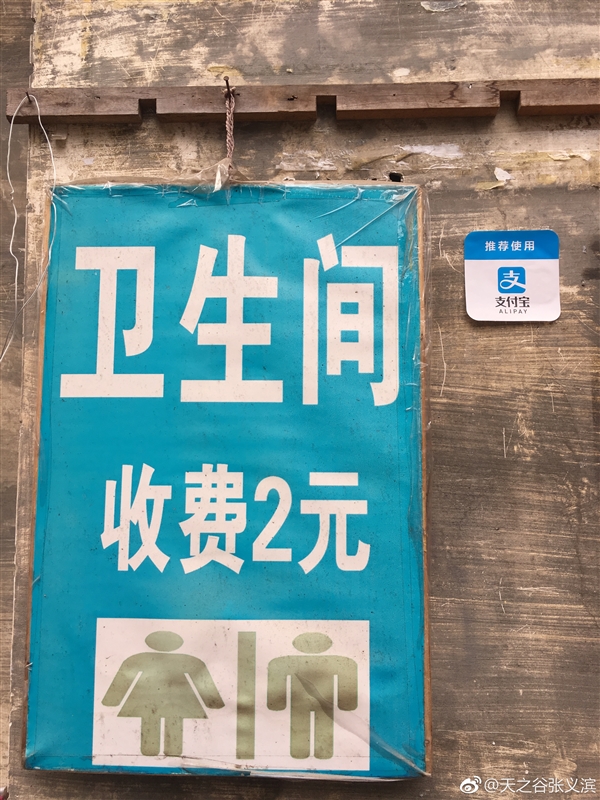 卫生间
收费2元
推荐使用
支
支付宝
ALIPAY
@天之谷张义滨